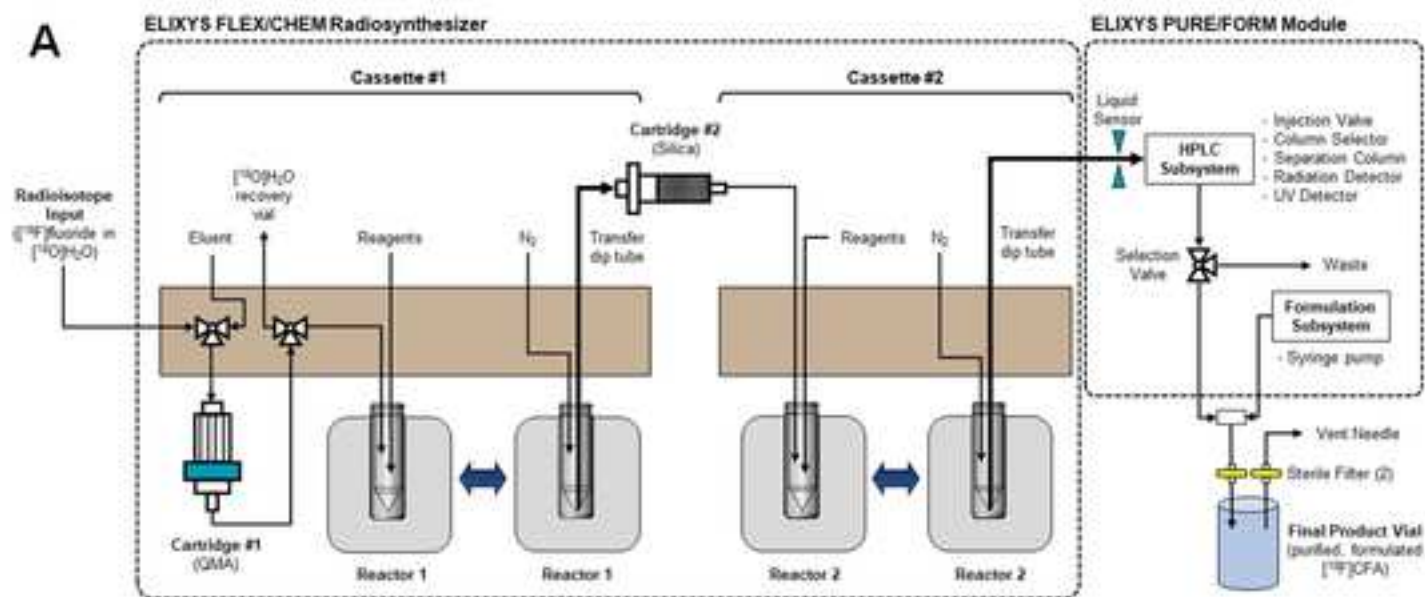 A
ELIXYS FLEX/CHEM Radiosynthesizer
ELIXYS PURE/FORM Module
Cassette #1
Cassette #2
Cartridge #2
(Silica)
Liquid
Sensor
HPLC
Subsystem
- Injection Valve
- Column Selector
- Separation Column
- Radiation Detector
- UV Detector
Radioisotope
Input
([¹⁸F]fluoride in
[¹⁸O]H₂O)
Eluent
[¹⁸O]H₂O
recovery
vial
Reagents
N₂
Transfer
dip tube
Reagents
N₂
Transfer
dip tube
Selection
Valve
Waste
Formulation
Subsystem
- Syringe pump
Vent Needle
Sterile Filter (2)
Cartridge #1
(QMA)
Reactor 1
Reactor 1
Reactor 2
Reactor 2
Final Product Vial
(purified, formulated
[¹⁸F]CFA)